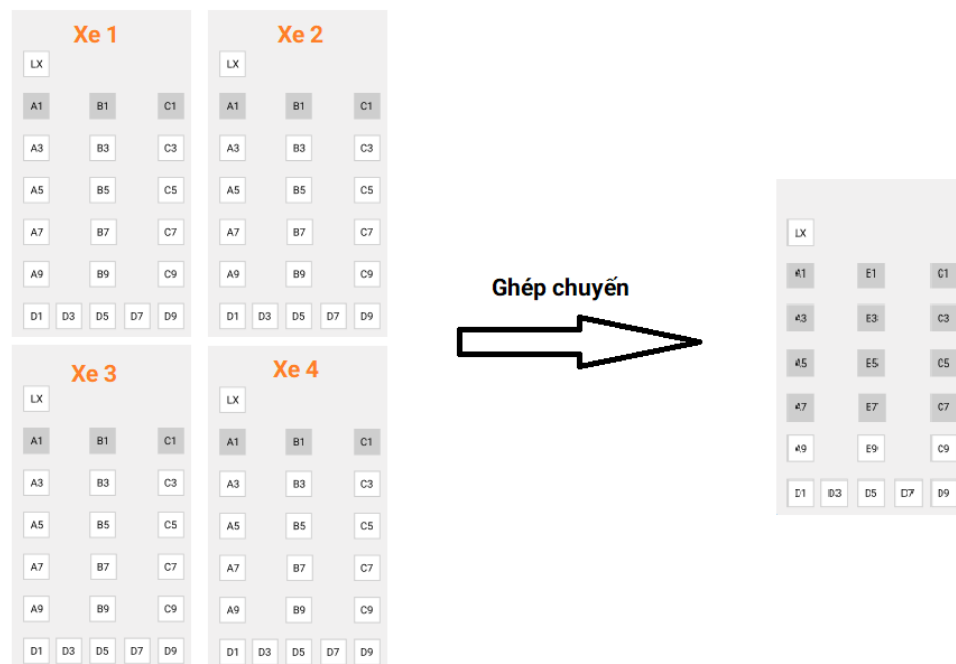 Xe 1
LX
A1 B1 C1
A3 B3 C3
A5 B5 C5
A7 B7 C7
A9 B9 C9
D1 D3 D5 D7 D9
Xe 2
LX
A1 B1 C1
A3 B3 C3
A5 B5 C5
A7 B7 C7
A9 B9 C9
D1 D3 D5 D7 D9
Xe 3
LX
A1 B1 C1
A3 B3 C3
A5 B5 C5
A7 B7 C7
A9 B9 C9
D1 D3 D5 D7 D9
Xe 4
LX
A1 B1 C1
A3 B3 C3
A5 B5 C5
A7 B7 C7
A9 B9 C9
D1 D3 D5 D7 D9
Ghép chuyến
LX
A1 E1 C1
A3 E3 C3
A5 E5 C5
A7 E7 C7
A9 E9 C9
D1 D3 D5 D7 D9